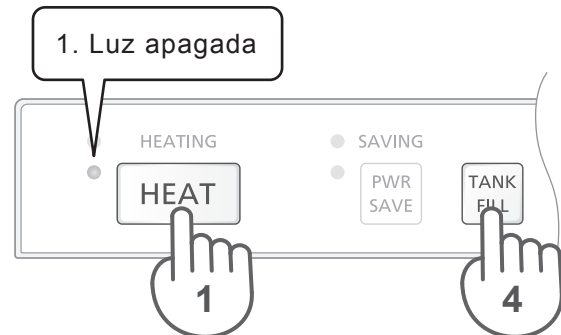 1. Luz apagada
HEATING
SAVING
HEAT
PWR
SAVE
TANK
FILL
1
4